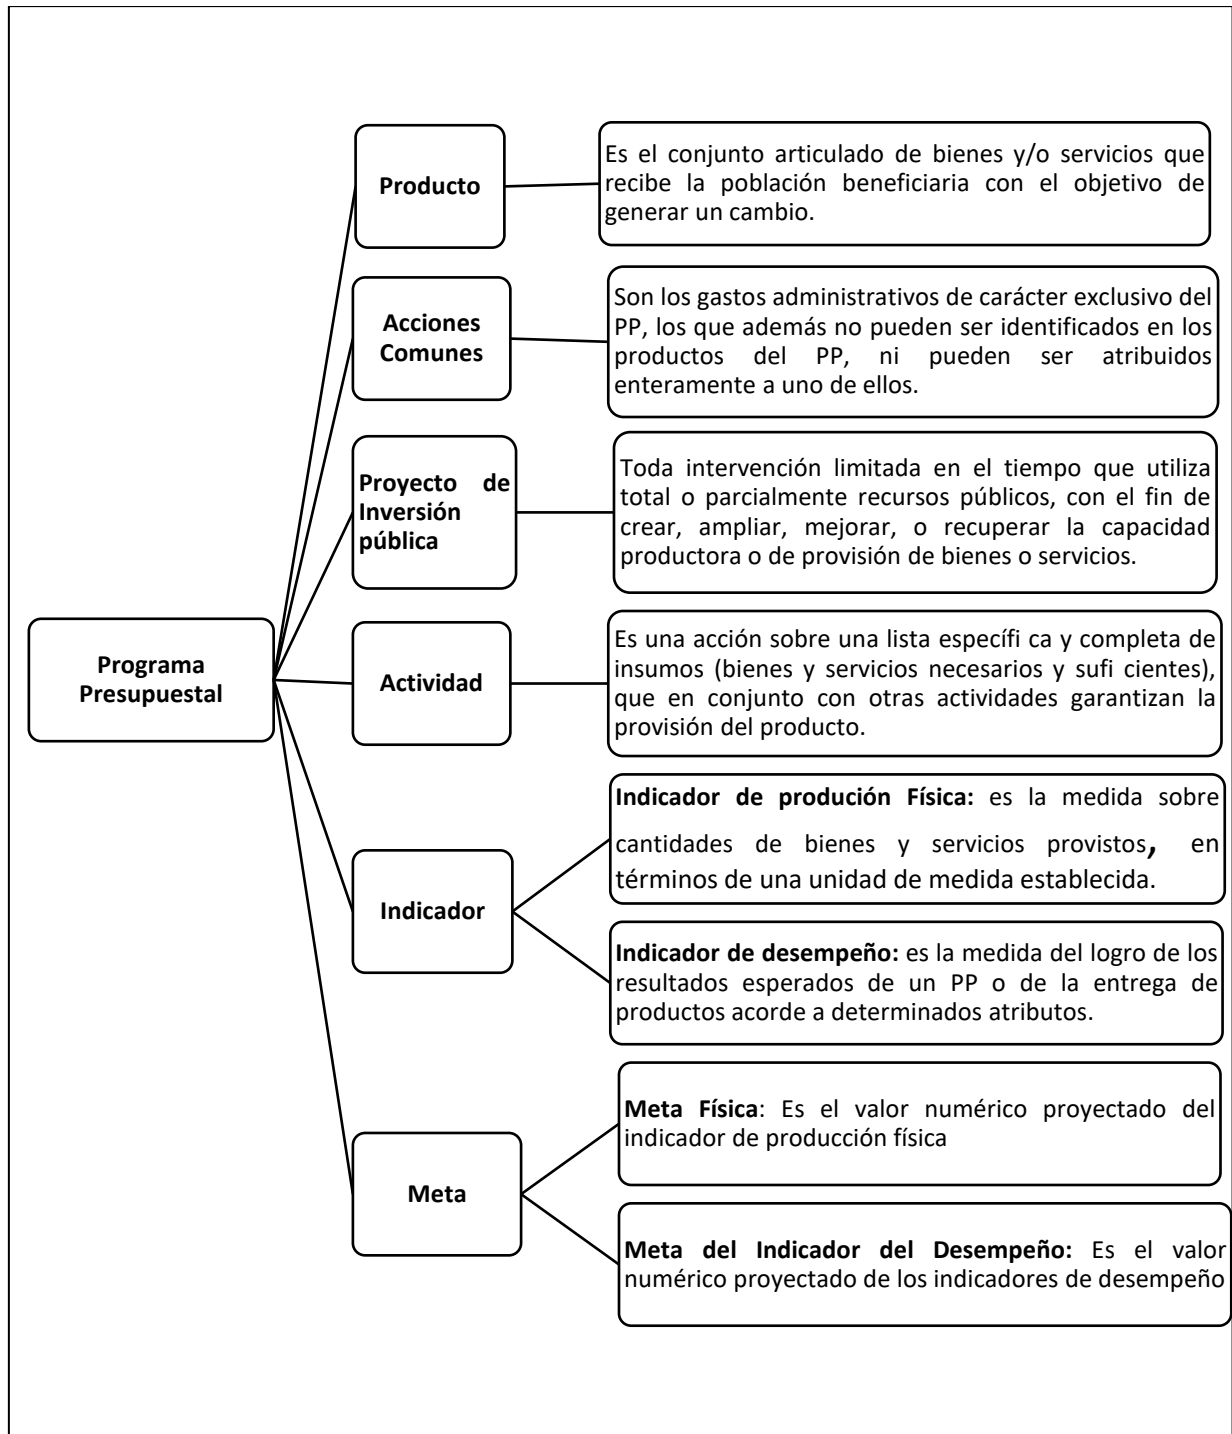 Producto
Es el conjunto articulado de bienes y/o servicios que
recibe la población beneficiaria con el objetivo de
generar un cambio.
Acciones
Comunes
Son los gastos administrativos de carácter exclusivo del
PP, los que además no pueden ser identificados en los
productos del PP, ni pueden ser atribuidos
enteramente a uno de ellos.
Proyecto de
Inversión
pública
Toda intervención limitada en el tiempo que utiliza
total o parcialmente recursos públicos, con el fin de
crear, ampliar, mejorar, o recuperar la capacidad
productora o de provisión de bienes o servicios.
Programa
Presupuestal
Actividad
Es una acción sobre una lista específi ca y completa de
insumos (bienes y servicios necesarios y sufi cientes),
que en conjunto con otras actividades garantizan la
provisión del producto.
Indicador
Indicador de produción Física: es la medida sobre
cantidades de bienes y servicios provistos, en
términos de una unidad de medida establecida.
Indicador de desempeño: es la medida del logro de los
resultados esperados de un PP o de la entrega de
productos acorde a determinados atributos.
Meta
Meta Física: Es el valor numérico proyectado del
indicador de producción física
Meta del Indicador del Desempeño: Es el valor
numérico proyectado de los indicadores de desempeño